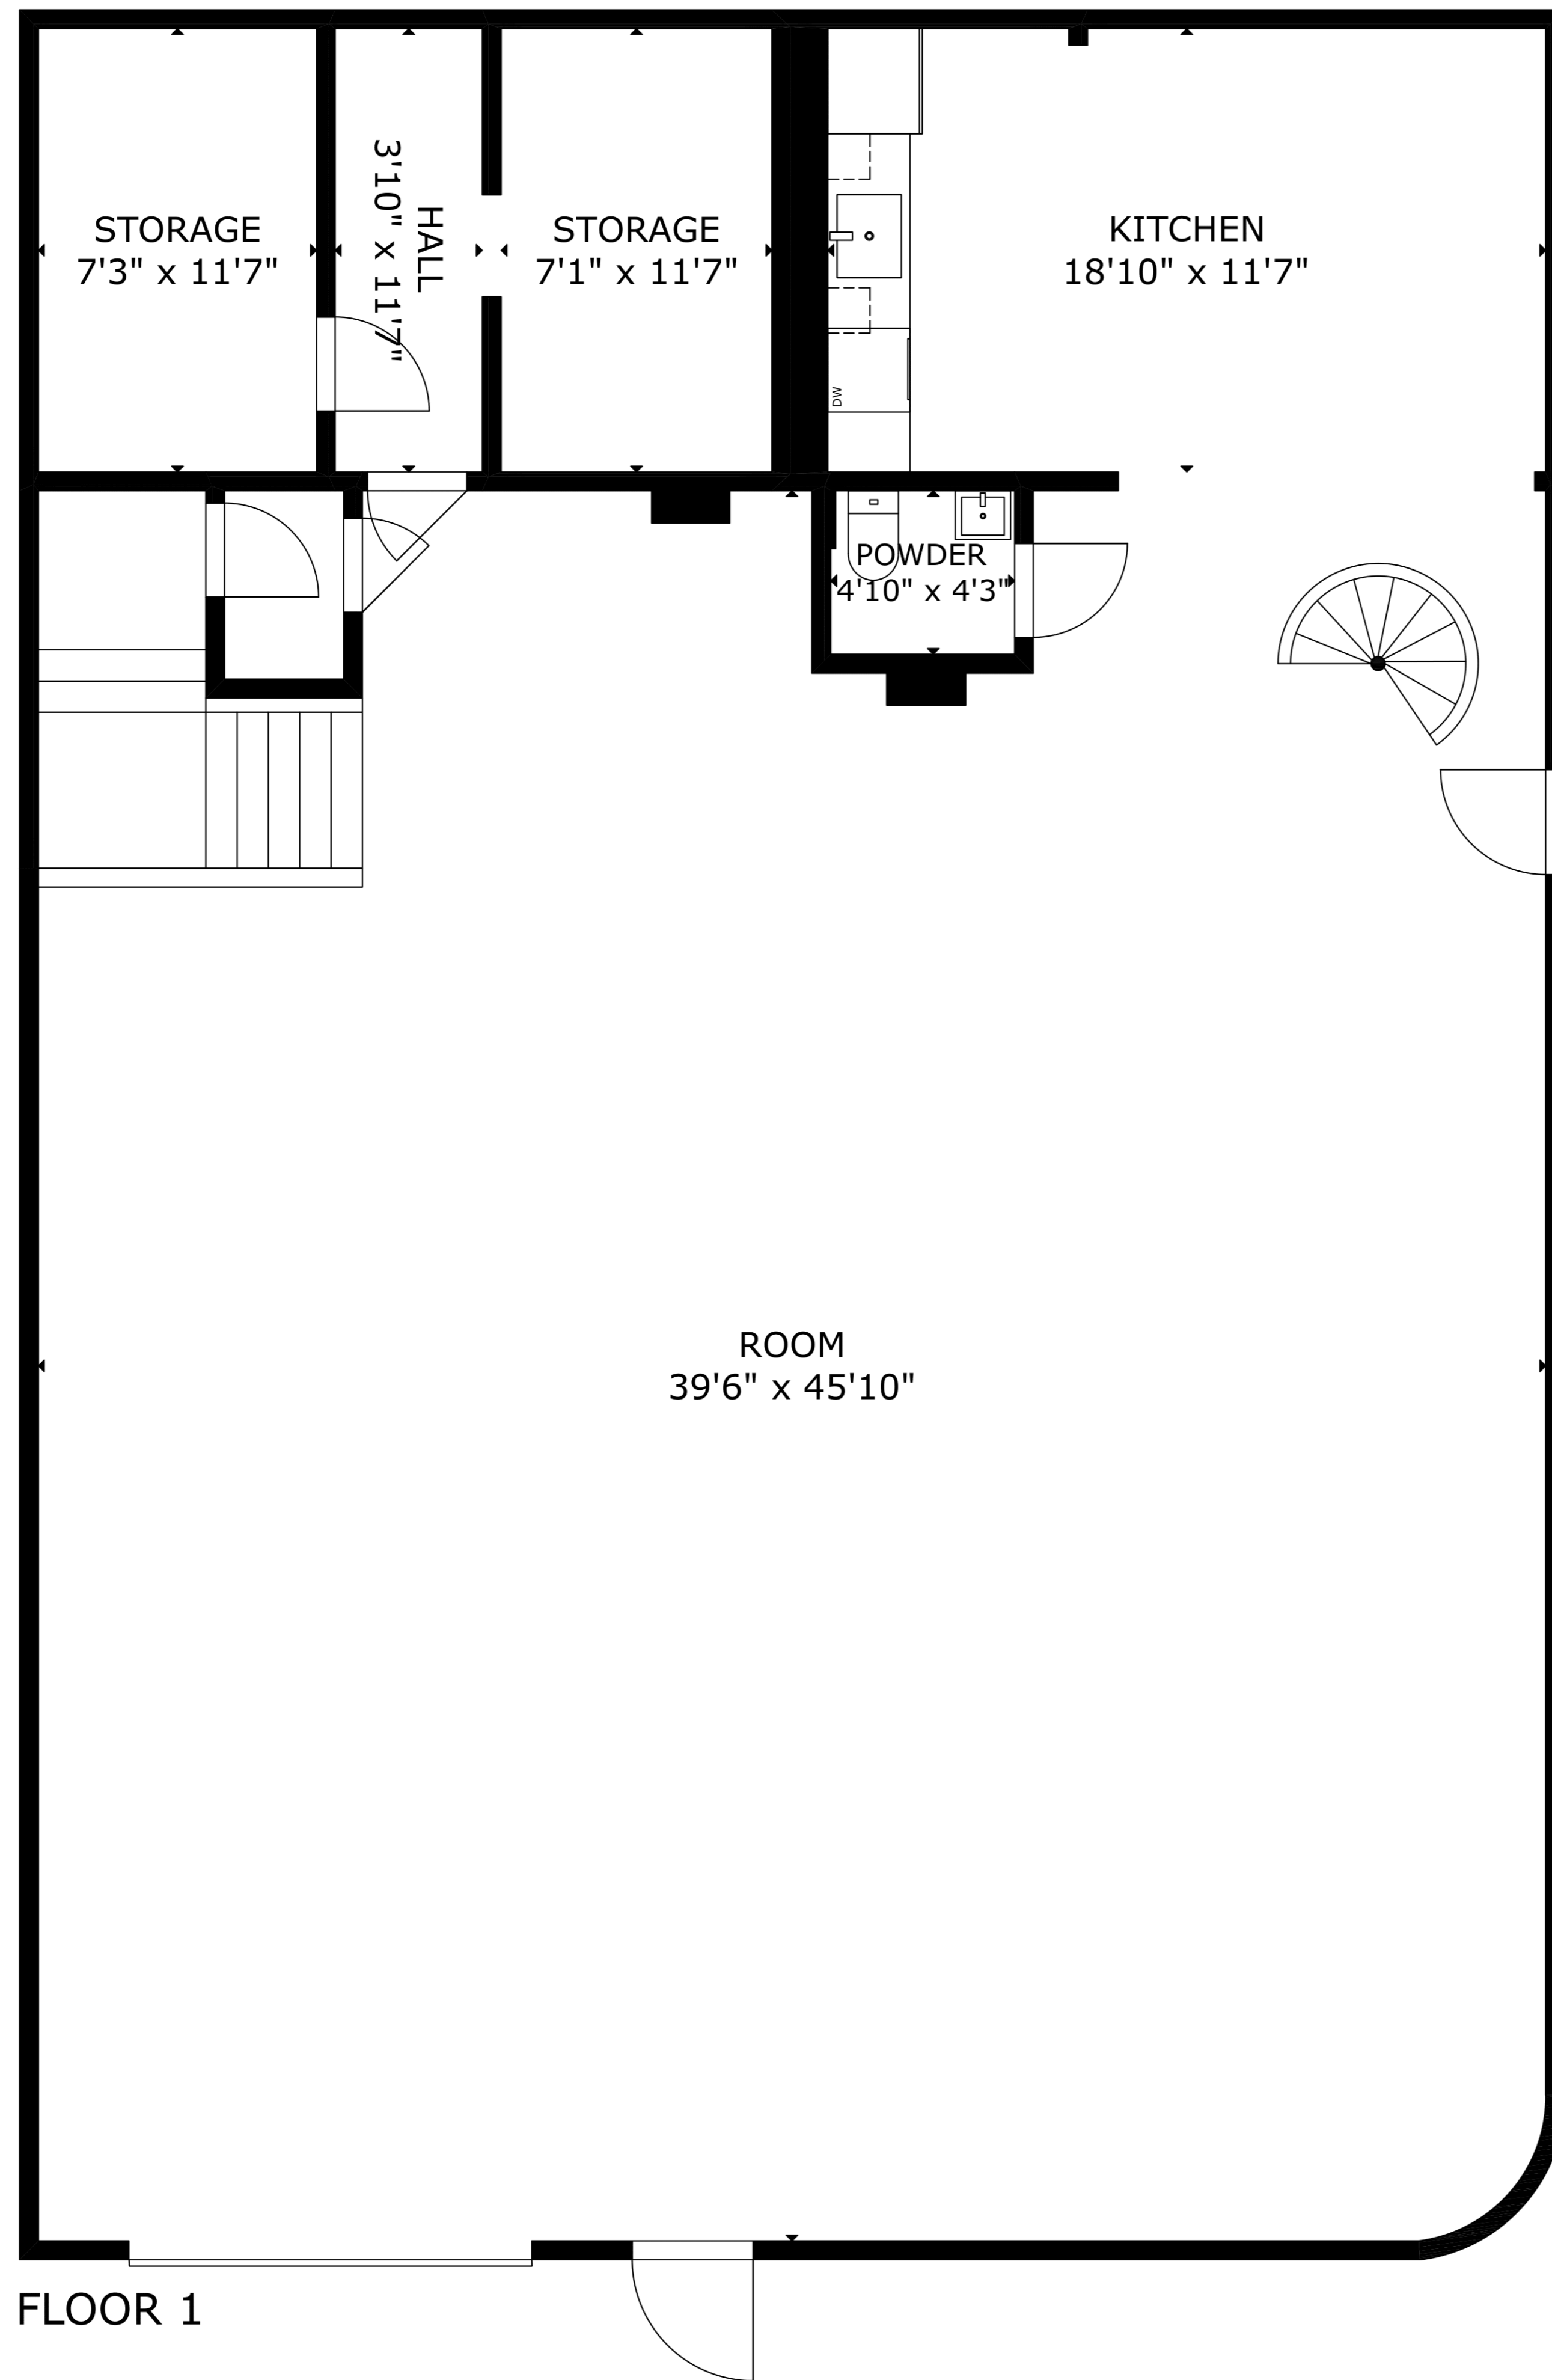 STORAGE
7'3" x 11'7"
HALL
3'10" x 11'7"
STORAGE
7'1" x 11'7"
KITCHEN
18'10" x 11'7"
DW
POWDER
4'10" x 4'3"
ROOM
39'6" x 45'10"
FLOOR 1